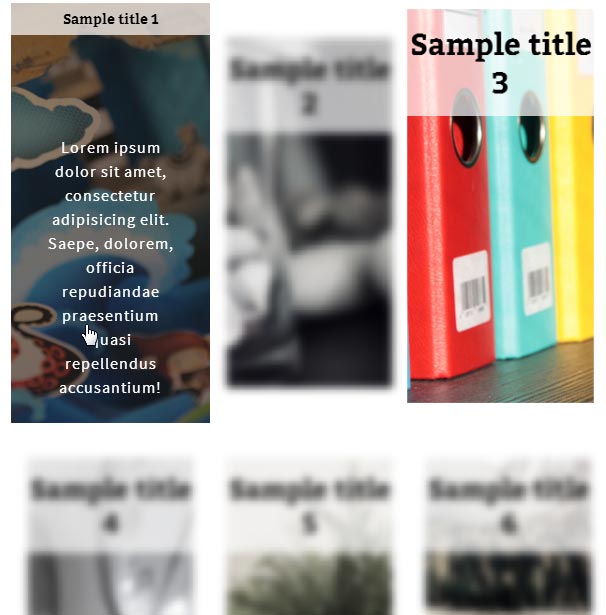 Sample title 1
Lorem ipsum
dolor sit amet,
consectetur
adipisicing elit.
Saepe, dolorem,
officia
repudiandae
praesentium
quasi
repellendus
accusantium!
Sample title
2
Sample title
3
Sample title
4
Sample title
5
Sample title
6